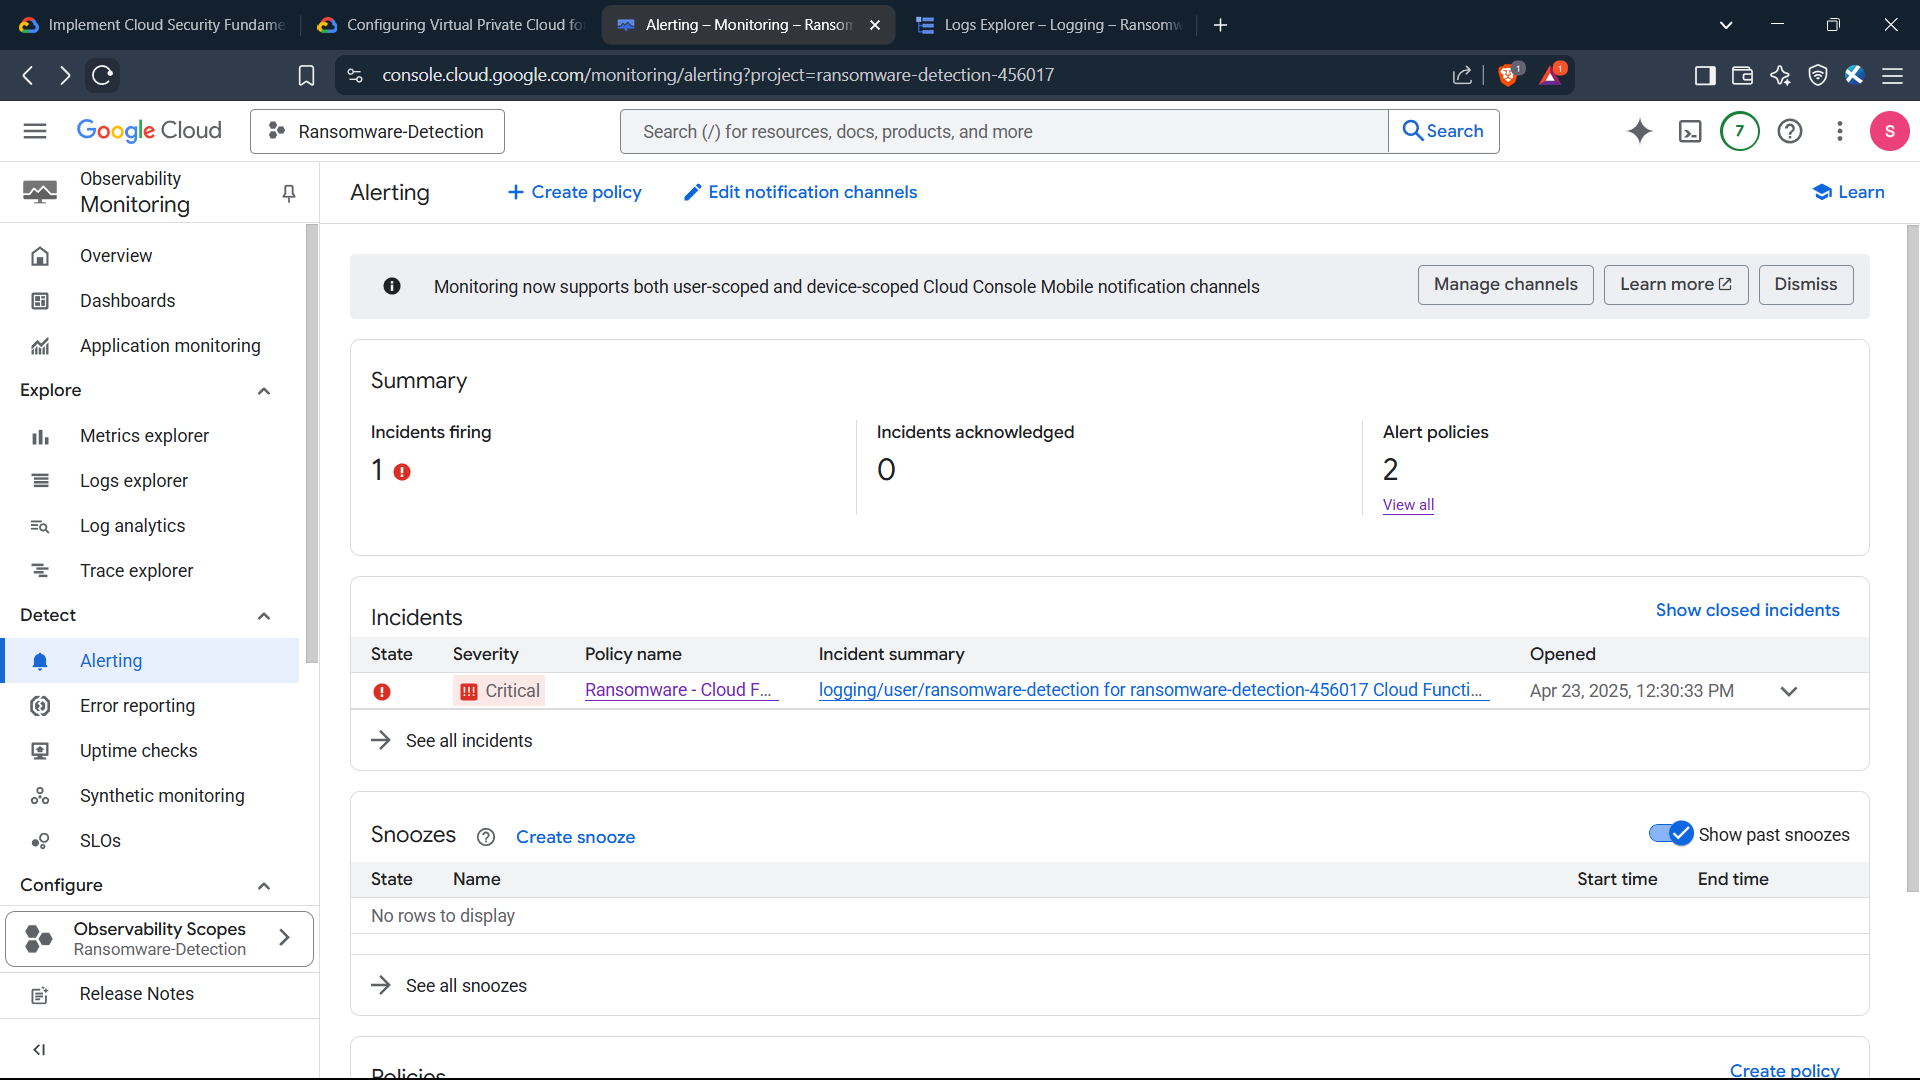 Implement Cloud Security Fundame
Configuring Virtual Private Cloud fo
Alerting – Monitoring – Ransom
Logs Explorer – Logging – Ransomw
console.cloud.google.com/monitoring/alerting?project=ransomware-detection-456017
1
1
Google Cloud
Ransomware-Detection
Search (/) for resources, docs, products, and more
Search
7
S
Observability
Monitoring
Alerting
Create policy
Edit notification channels
Learn
Overview
Dashboards
Application monitoring
Explore
Metrics explorer
Logs explorer
Log analytics
Trace explorer
Detect
Alerting
Error reporting
Uptime checks
Synthetic monitoring
SLOs
Configure
Observability Scopes
Ransomware-Detection
Release Notes
Monitoring now supports both user-scoped and device-scoped Cloud Console Mobile notification channels
Manage channels
Learn more
Dismiss
Summary
Incidents firing
1
Incidents acknowledged
0
Alert policies
2
View all
Incidents
Show closed incidents
State Severity Policy name Incident summary Opened
Critical Ransomware - Cloud F... logging/user/ransomware-detection for ransomware-detection-456017 Cloud Functi... Apr 23, 2025, 12:30:33 PM
See all incidents
Snoozes
Create snooze
Show past snoozes
State Name Start time End time
No rows to display
See all snoozes
Policies
Create policy